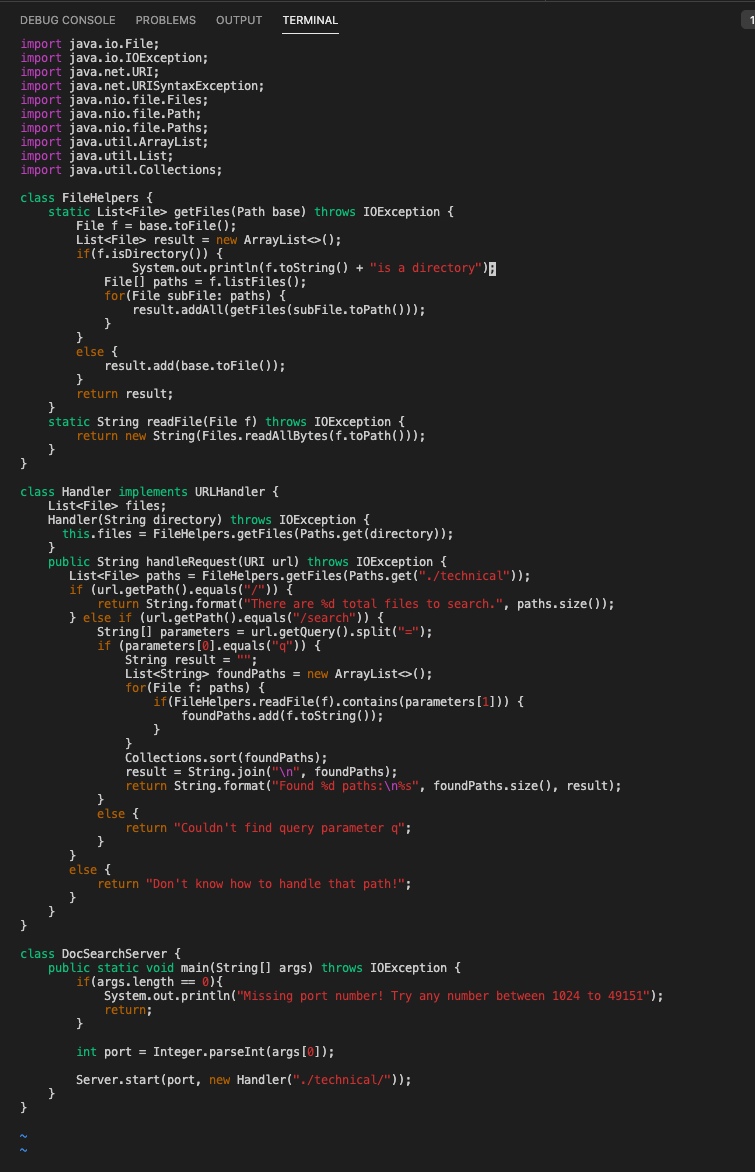 DEBUG CONSOLE PROBLEMS OUTPUT TERMINAL 1
import java.io.File;
import java.io.IOException;
import java.net.URI;
import java.net.URISyntaxException;
import java.nio.file.Files;
import java.nio.file.Path;
import java.nio.file.Paths;
import java.util.ArrayList;
import java.util.List;
import java.util.Collections;

class FileHelpers {
    static List<File> getFiles(Path base) throws IOException {
        File f = base.toFile();
        List<File> result = new ArrayList<>();
        if(f.isDirectory()) {
                System.out.println(f.toString() + "is a directory");
            File[] paths = f.listFiles();
            for(File subFile: paths) {
                result.addAll(getFiles(subFile.toPath()));
            }
        }
        else {
            result.add(base.toFile());
        }
        return result;
    }
    static String readFile(File f) throws IOException {
        return new String(Files.readAllBytes(f.toPath()));
    }
}

class Handler implements URLHandler {
    List<File> files;
    Handler(String directory) throws IOException {
      this.files = FileHelpers.getFiles(Paths.get(directory));
    }
    public String handleRequest(URI url) throws IOException {
       List<File> paths = FileHelpers.getFiles(Paths.get("./technical"));
       if (url.getPath().equals("/")) {
           return String.format("There are %d total files to search.", paths.size());
       } else if (url.getPath().equals("/search")) {
           String[] parameters = url.getQuery().split("=");
           if (parameters[0].equals("q")) {
               String result = "";
               List<String> foundPaths = new ArrayList<>();
               for(File f: paths) {
                   if(FileHelpers.readFile(f).contains(parameters[1])) {
                       foundPaths.add(f.toString());
                   }
               }
               Collections.sort(foundPaths);
               result = String.join("\n", foundPaths);
               return String.format("Found %d paths:\n%s", foundPaths.size(), result);
           }
           else {
               return "Couldn't find query parameter q";
           }
       }
       else {
           return "Don't know how to handle that path!";
       }
    }
}

class DocSearchServer {
    public static void main(String[] args) throws IOException {
        if(args.length == 0){
            System.out.println("Missing port number! Try any number between 1024 to 49151");
            return;
        }

        int port = Integer.parseInt(args[0]);

        Server.start(port, new Handler("./technical/"));
    }
}

~
~